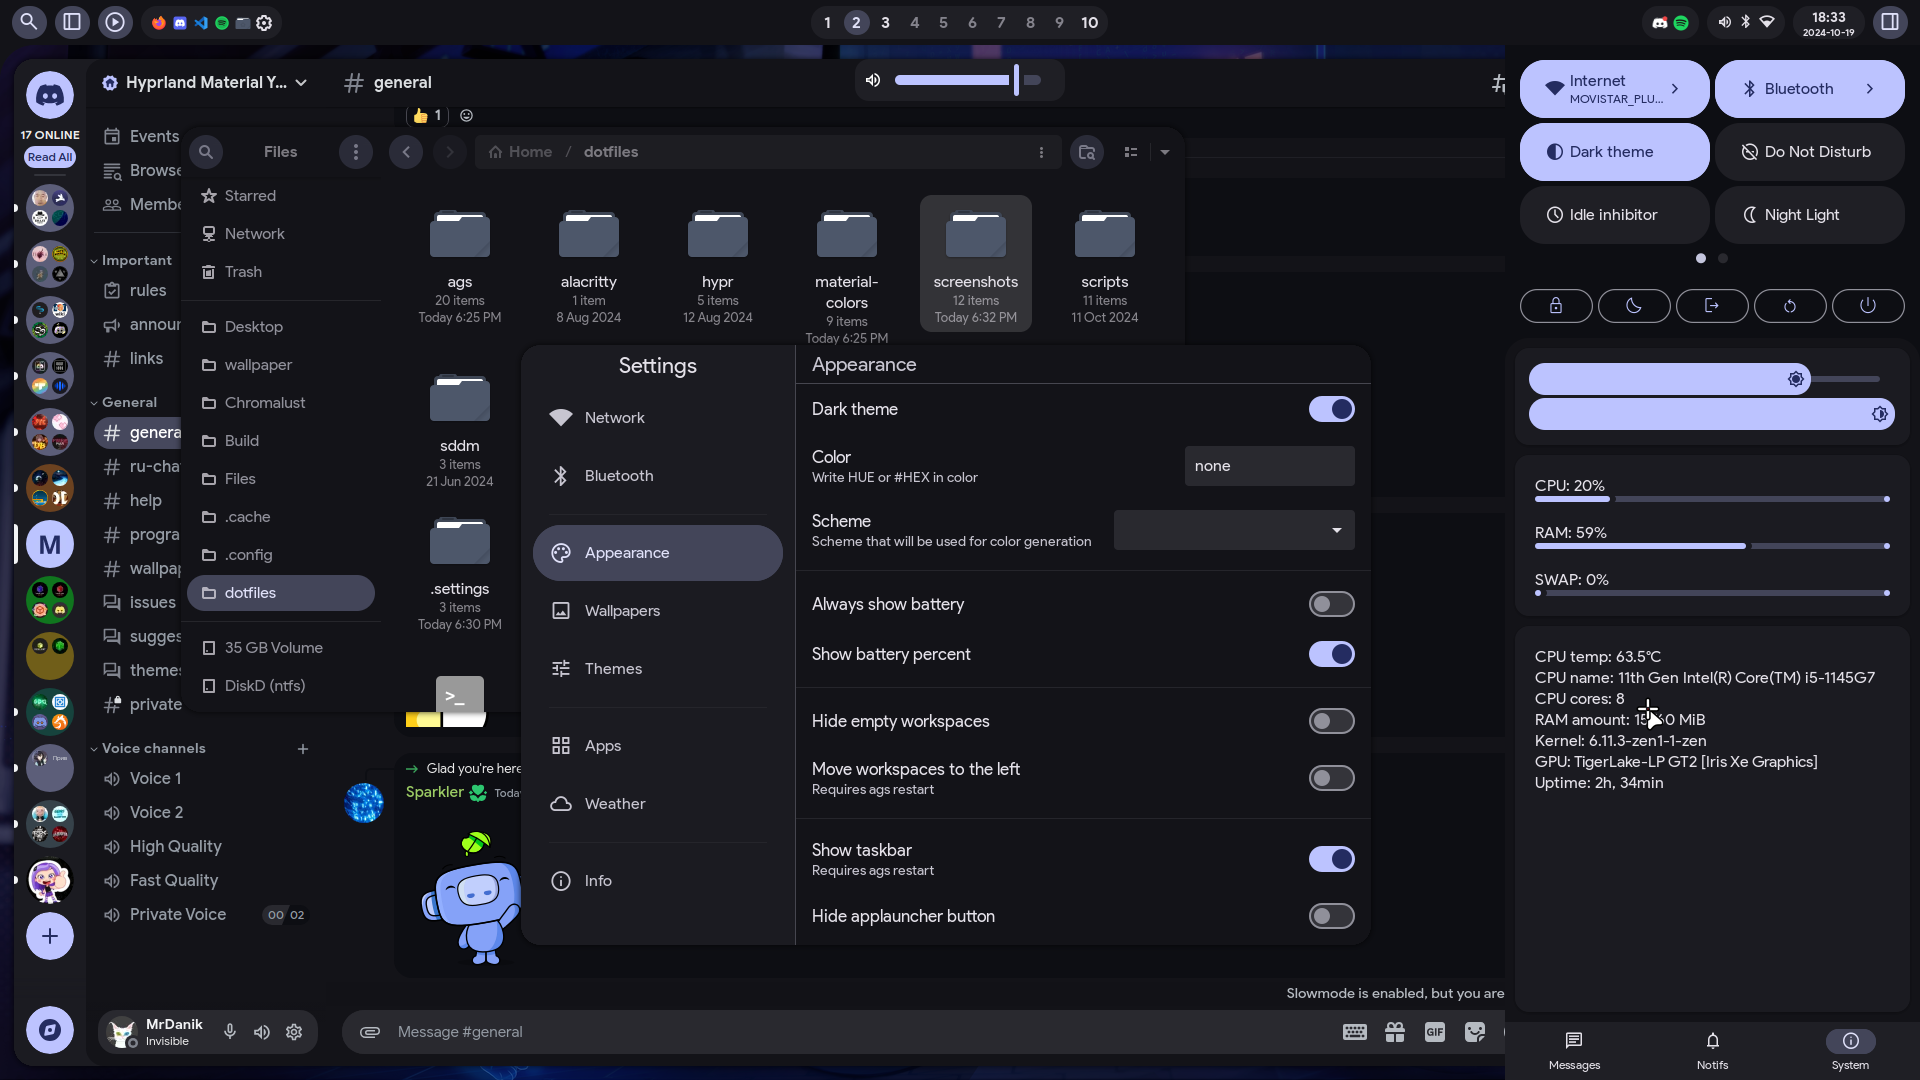 1 2 3 4 5 6 7 8 9 10
18:33
2024-10-19
17 ONLINE
Read All
M
Hyprland Material Y...
general
1
Events
Browse
Membe
Important
rules
announ
links
General
genera
ru-cha
help
progra
wallpap
issues
sugges
themes
private
Voice channels
Voice 1
Voice 2
High Quality
Fast Quality
Private Voice
00 02
MrDanik
Invisible
Message #general
GIF
Slowmode is enabled, but you are
Glad you're here
Sparkler
Today
Files
Starred
Network
Trash
Desktop
wallpaper
Chromalust
Build
Files
.cache
.config
dotfiles
35 GB Volume
DiskD (ntfs)
Home / dotfiles
ags
20 items
Today 6:25 PM
alacritty
1 item
8 Aug 2024
hypr
5 items
12 Aug 2024
material-
colors
9 items
Today 6:25 PM
screenshots
12 items
Today 6:32 PM
scripts
11 items
11 Oct 2024
sddm
3 items
21 Jun 2024
.settings
3 items
Today 6:30 PM
>_
Settings
Network
Bluetooth
Appearance
Wallpapers
Themes
Apps
Weather
Info
Appearance
Dark theme
Color
Write HUE or #HEX in color
none
Scheme
Scheme that will be used for color generation
Always show battery
Show battery percent
Hide empty workspaces
Move workspaces to the left
Requires ags restart
Show taskbar
Requires ags restart
Hide applauncher button
Internet
MOVISTAR_PLU...
Bluetooth
Dark theme
Do Not Disturb
Idle inhibitor
Night Light
CPU: 20%
RAM: 59%
SWAP: 0%
CPU temp: 63.5°C
CPU name: 11th Gen Intel(R) Core(TM) i5-1145G7
CPU cores: 8
RAM amount: MiB
Kernel: 6.11.3-zen1-1-zen
GPU: TigerLake-LP GT2 [Iris Xe Graphics]
Uptime: 2h, 34min
Messages
Notifs
System